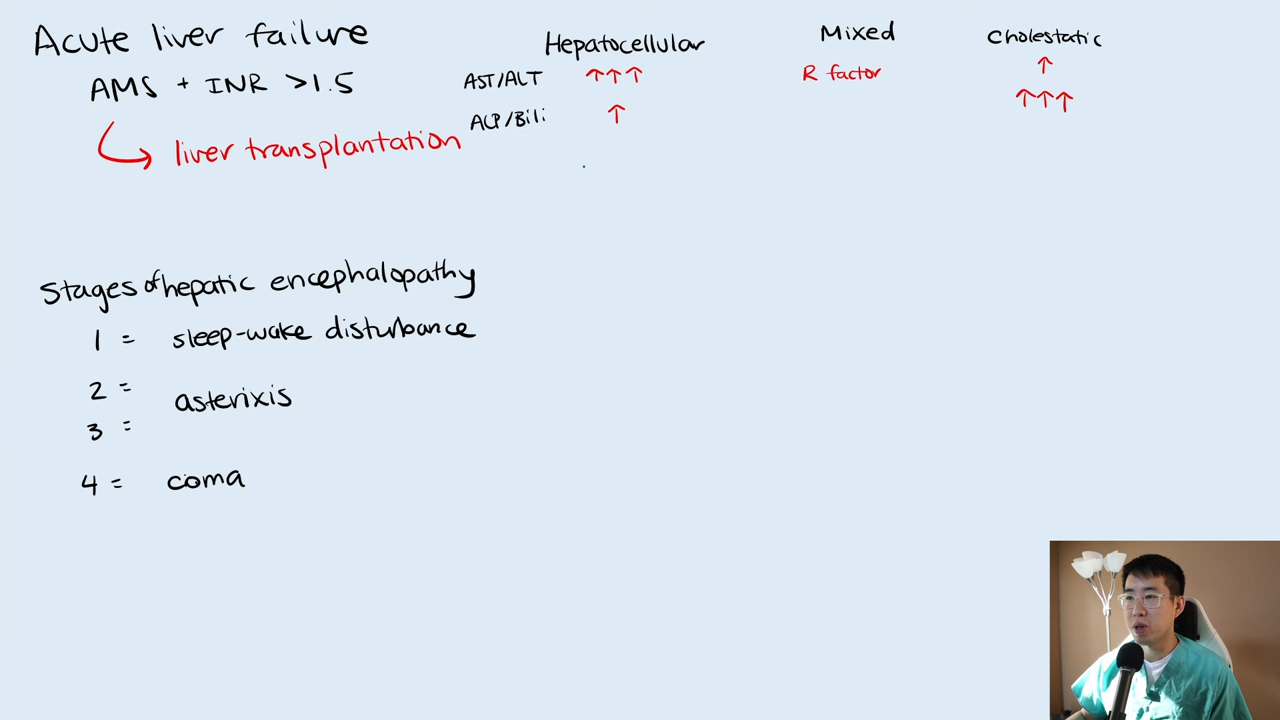 Acute liver failure
AMS + INR >1.5
liver transplantation
Hepatocellular
Mixed
Cholestatic
AST/ALT ↑↑↑
R factor
↑
ALP/Bili ↑
↑↑↑
Stages of hepatic encephalopathy
1 = sleep-wake disturbance
2 =
asterixis
3 =
4 = coma